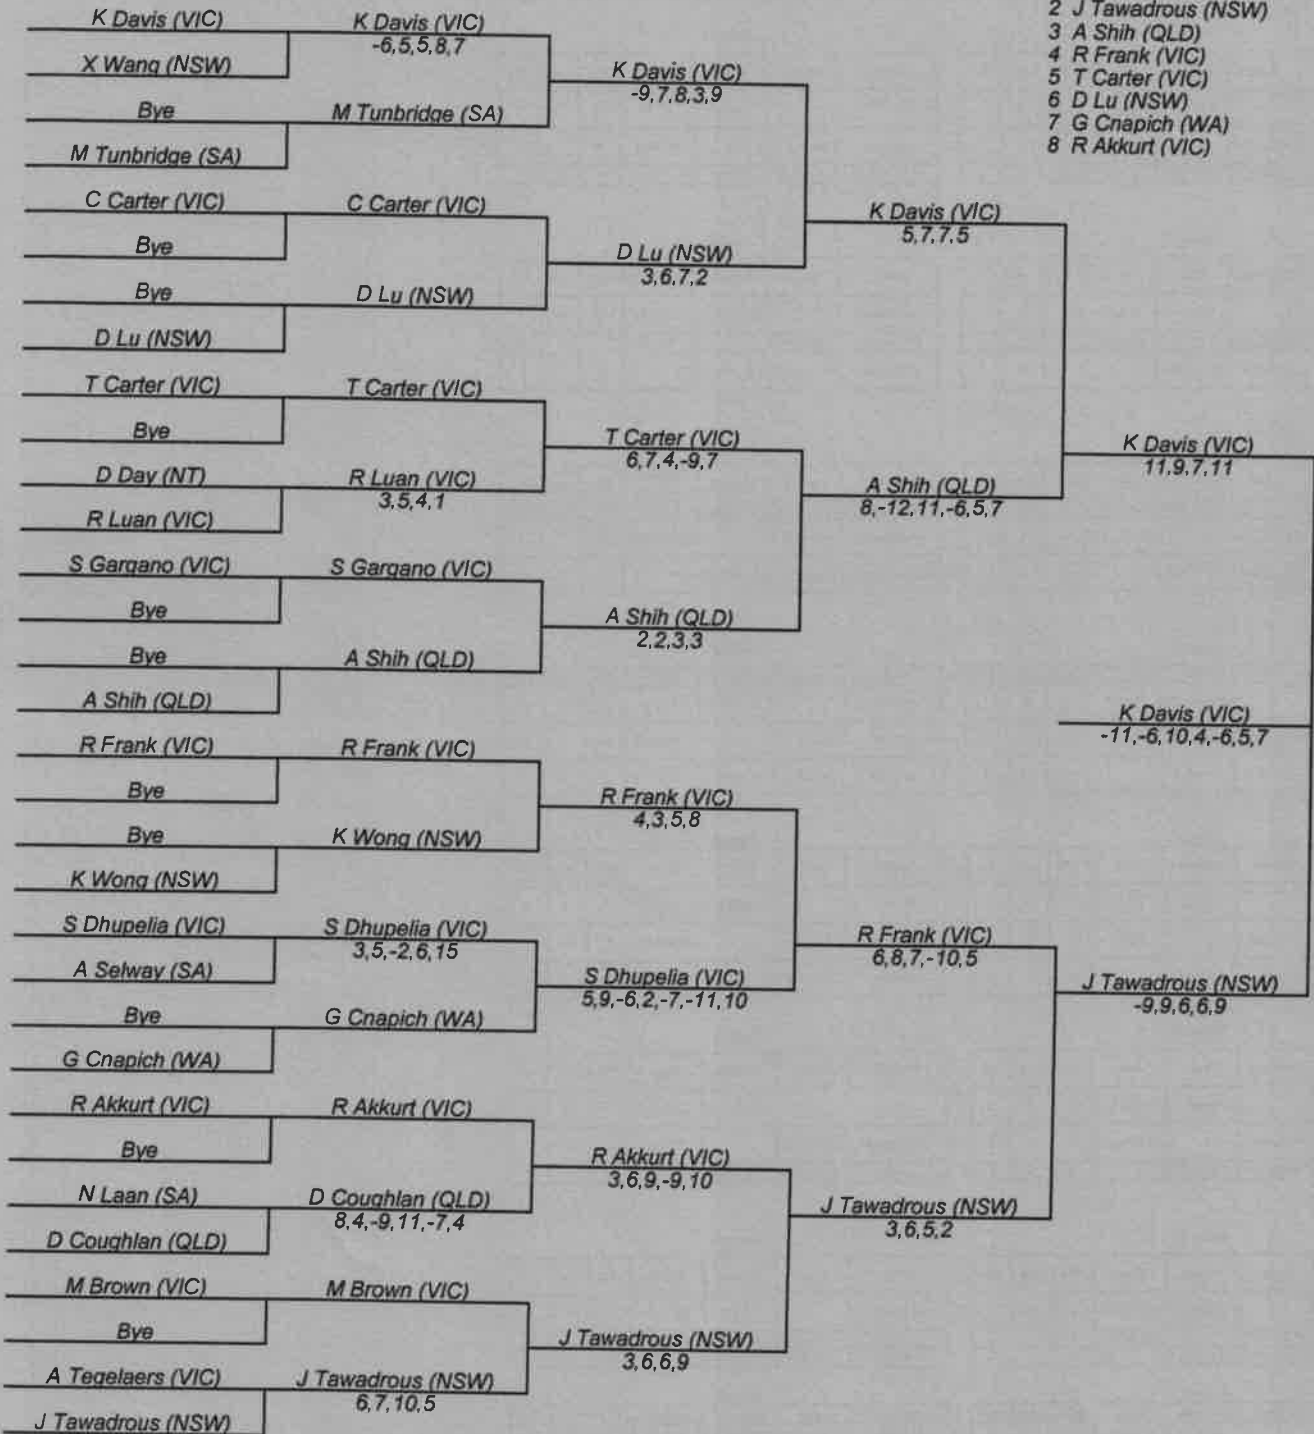 K Davis (VIC)
X Wang (NSW)
Bye
M Tunbridge (SA)
C Carter (VIC)
Bye
Bye
D Lu (NSW)
T Carter (VIC)
Bye
D Day (NT)
R Luan (VIC)
S Gargano (VIC)
Bye
Bye
A Shih (QLD)
R Frank (VIC)
Bye
Bye
K Wong (NSW)
S Dhupelia (VIC)
A Selway (SA)
Bye
G Cnapich (WA)
R Akkurt (VIC)
Bye
N Laan (SA)
D Coughlan (QLD)
M Brown (VIC)
Bye
A Tegelaers (VIC)
J Tawadrous (NSW)
K Davis (VIC)
-6,5,5,8,7
M Tunbridge (SA)
C Carter (VIC)
D Lu (NSW)
T Carter (VIC)
R Luan (VIC)
3,5,4,1
S Gargano (VIC)
A Shih (QLD)
R Frank (VIC)
K Wong (NSW)
S Dhupelia (VIC)
3,5,-2,6,15
G Cnapich (WA)
R Akkurt (VIC)
D Coughlan (QLD)
8,4,-9,11,-7,4
M Brown (VIC)
J Tawadrous (NSW)
6,7,10,5
K Davis (VIC)
-9,7,8,3,9
D Lu (NSW)
3,6,7,2
T Carter (VIC)
6,7,4,-9,7
A Shih (QLD)
2,2,3,3
R Frank (VIC)
4,3,5,8
S Dhupelia (VIC)
5,9,-6,2,-7,-11,10
R Akkurt (VIC)
3,6,9,-9,10
J Tawadrous (NSW)
3,6,6,9
K Davis (VIC)
5,7,7,5
A Shih (QLD)
8,-12,11,-6,5,7
R Frank (VIC)
6,8,7,-10,5
J Tawadrous (NSW)
3,6,5,2
2 J Tawadrous (NSW)
3 A Shih (QLD)
4 R Frank (VIC)
5 T Carter (VIC)
6 D Lu (NSW)
7 G Cnapich (WA)
8 R Akkurt (VIC)
K Davis (VIC)
11,9,7,11
K Davis (VIC)
-11,-6,10,4,-6,5,7
J Tawadrous (NSW)
-9,9,6,6,9